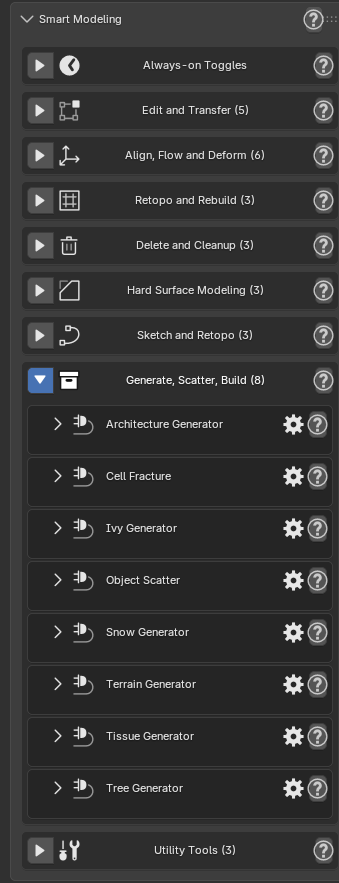 Smart Modeling
Always-on Toggles
Edit and Transfer (5)
Align, Flow and Deform (6)
Retopo and Rebuild (3)
Delete and Cleanup (3)
Hard Surface Modeling (3)
Sketch and Retopo (3)
Generate, Scatter, Build (8)
Architecture Generator
Cell Fracture
Ivy Generator
Object Scatter
Snow Generator
Terrain Generator
Tissue Generator
Tree Generator
Utility Tools (3)